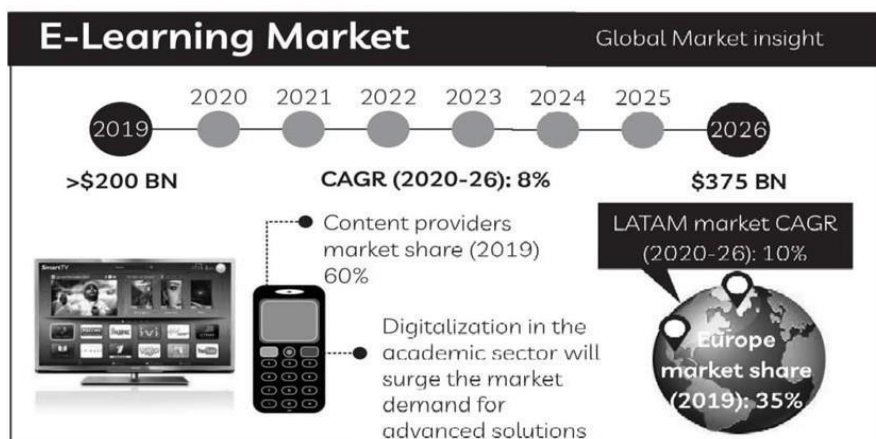 E-Learning Market
Global Market insight
2019
2020
2021
2022
2023
2024
2025
2026
>$200 BN
CAGR (2020-26): 8%
$375 BN
Content providers
market share (2019)
60%
Digitalization in the
academic sector will
surge the market
demand for
advanced solutions
LATAM market CAGR
(2020-26): 10%
Europe
market share
(2019): 35%
SmartTV